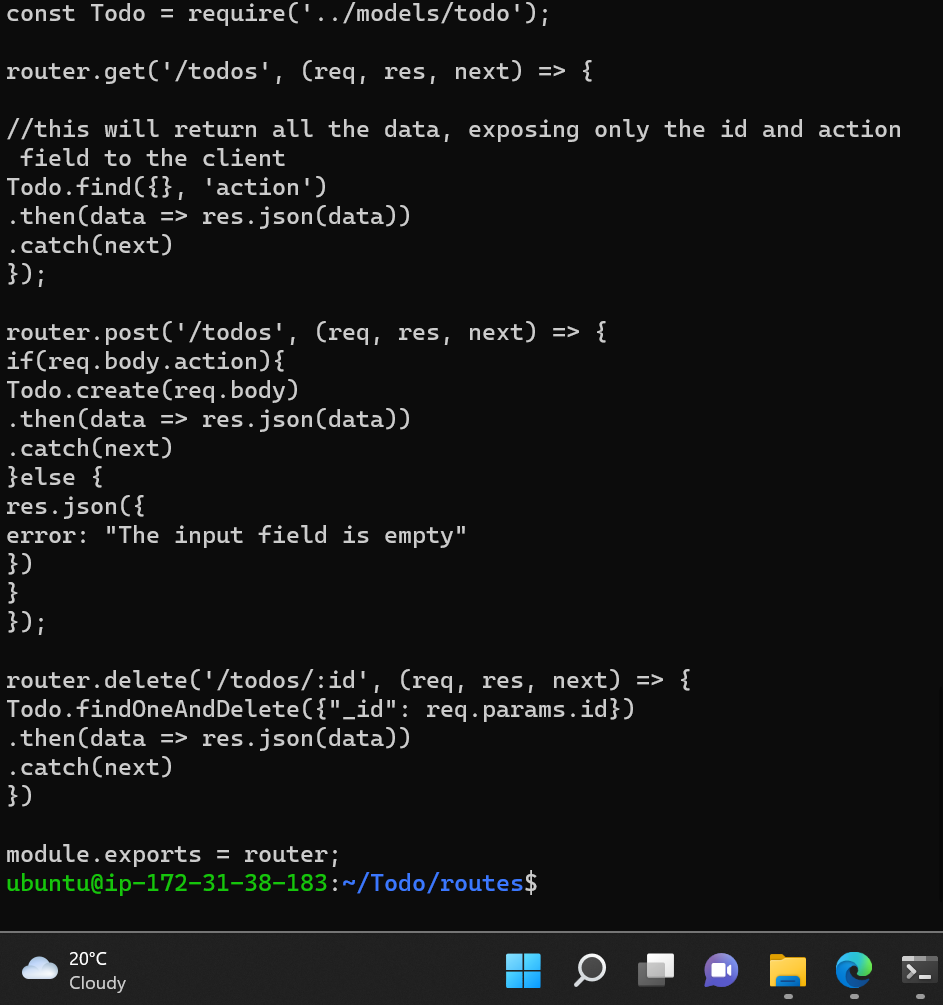 const Todo = require('../models/todo');
router.get('/todos', (req, res, next) => {
//this will return all the data, exposing only the id and action
 field to the client
Todo.find({}, 'action')
.then(data => res.json(data))
.catch(next)
});
router.post('/todos', (req, res, next) => {
if(req.body.action){
Todo.create(req.body)
.then(data => res.json(data))
.catch(next)
}else {
res.json({
error: "The input field is empty"
})
}
});
router.delete('/todos/:id', (req, res, next) => {
Todo.findOneAndDelete({"_id": req.params.id})
.then(data => res.json(data))
.catch(next)
})
module.exports = router;
ubuntu@ip-172-31-38-183:~/Todo/routes$
20°C
Cloudy